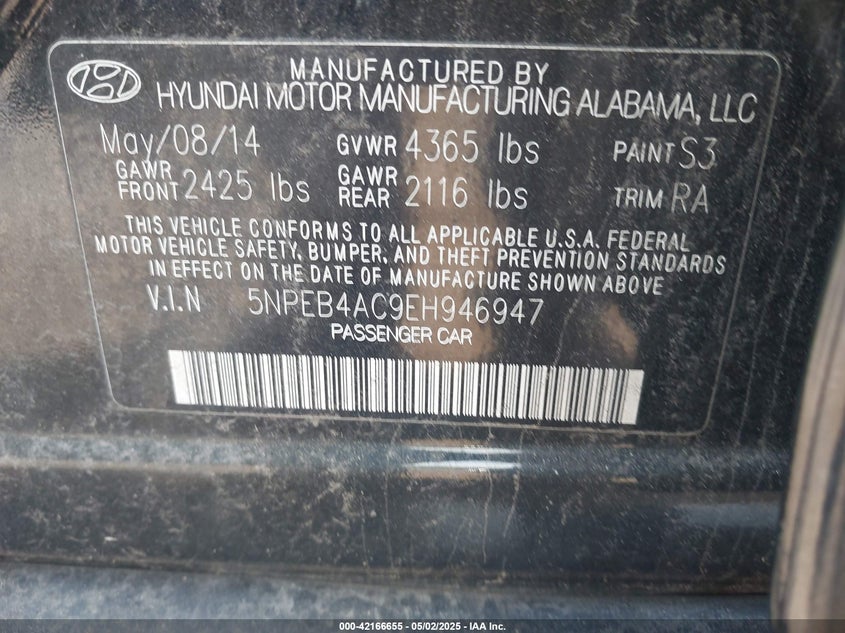 MANUFACTURED BY
HYUNDAI MOTOR MANUFACTURING ALABAMA, LLC
May/08/14 GVWR 4365 lbs PAINT S3
GAWR FRONT 2425 lbs GAWR REAR 2116 lbs TRIM RA
THIS VEHICLE CONFORMS TO ALL APPLICABLE U.S.A. FEDERAL
MOTOR VEHICLE SAFETY, BUMPER, AND THEFT PREVENTION STANDARDS
IN EFFECT ON THE DATE OF MANUFACTURE SHOWN ABOVE
V.I.N 5NPEB4AC9EH946947
PASSENGER CAR
000-42166655 - 05/02/2025 - IAA Inc.